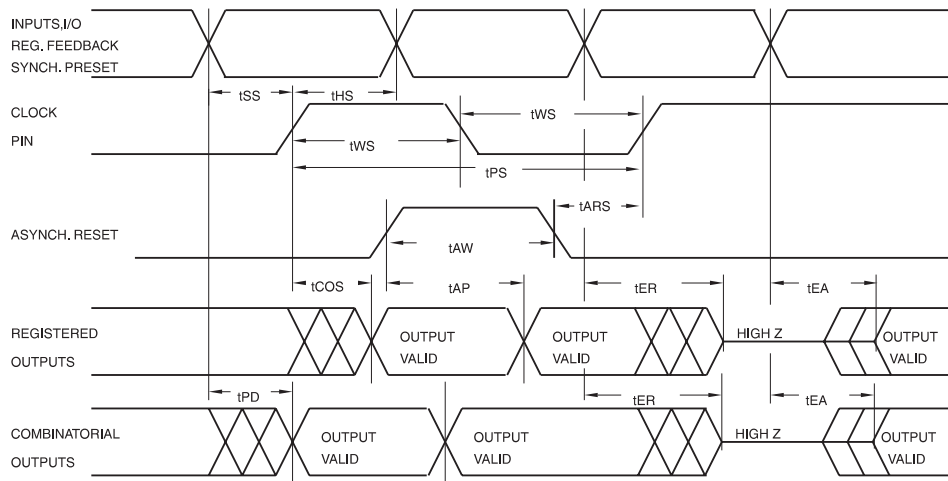 INPUTS,I/O
REG. FEEDBACK
SYNCH. PRESET
tSS
tHS
CLOCK
PIN
tWS
tWS
tPS
tARS
ASYNCH. RESET
tAW
tCOS
tAP
tER
tEA
REGISTERED
OUTPUTS
OUTPUT
VALID
OUTPUT
VALID
HIGH Z
OUTPUT
VALID
tPD
tER
tEA
COMBINATORIAL
OUTPUTS
OUTPUT
VALID
OUTPUT
VALID
HIGH Z
OUTPUT
VALID